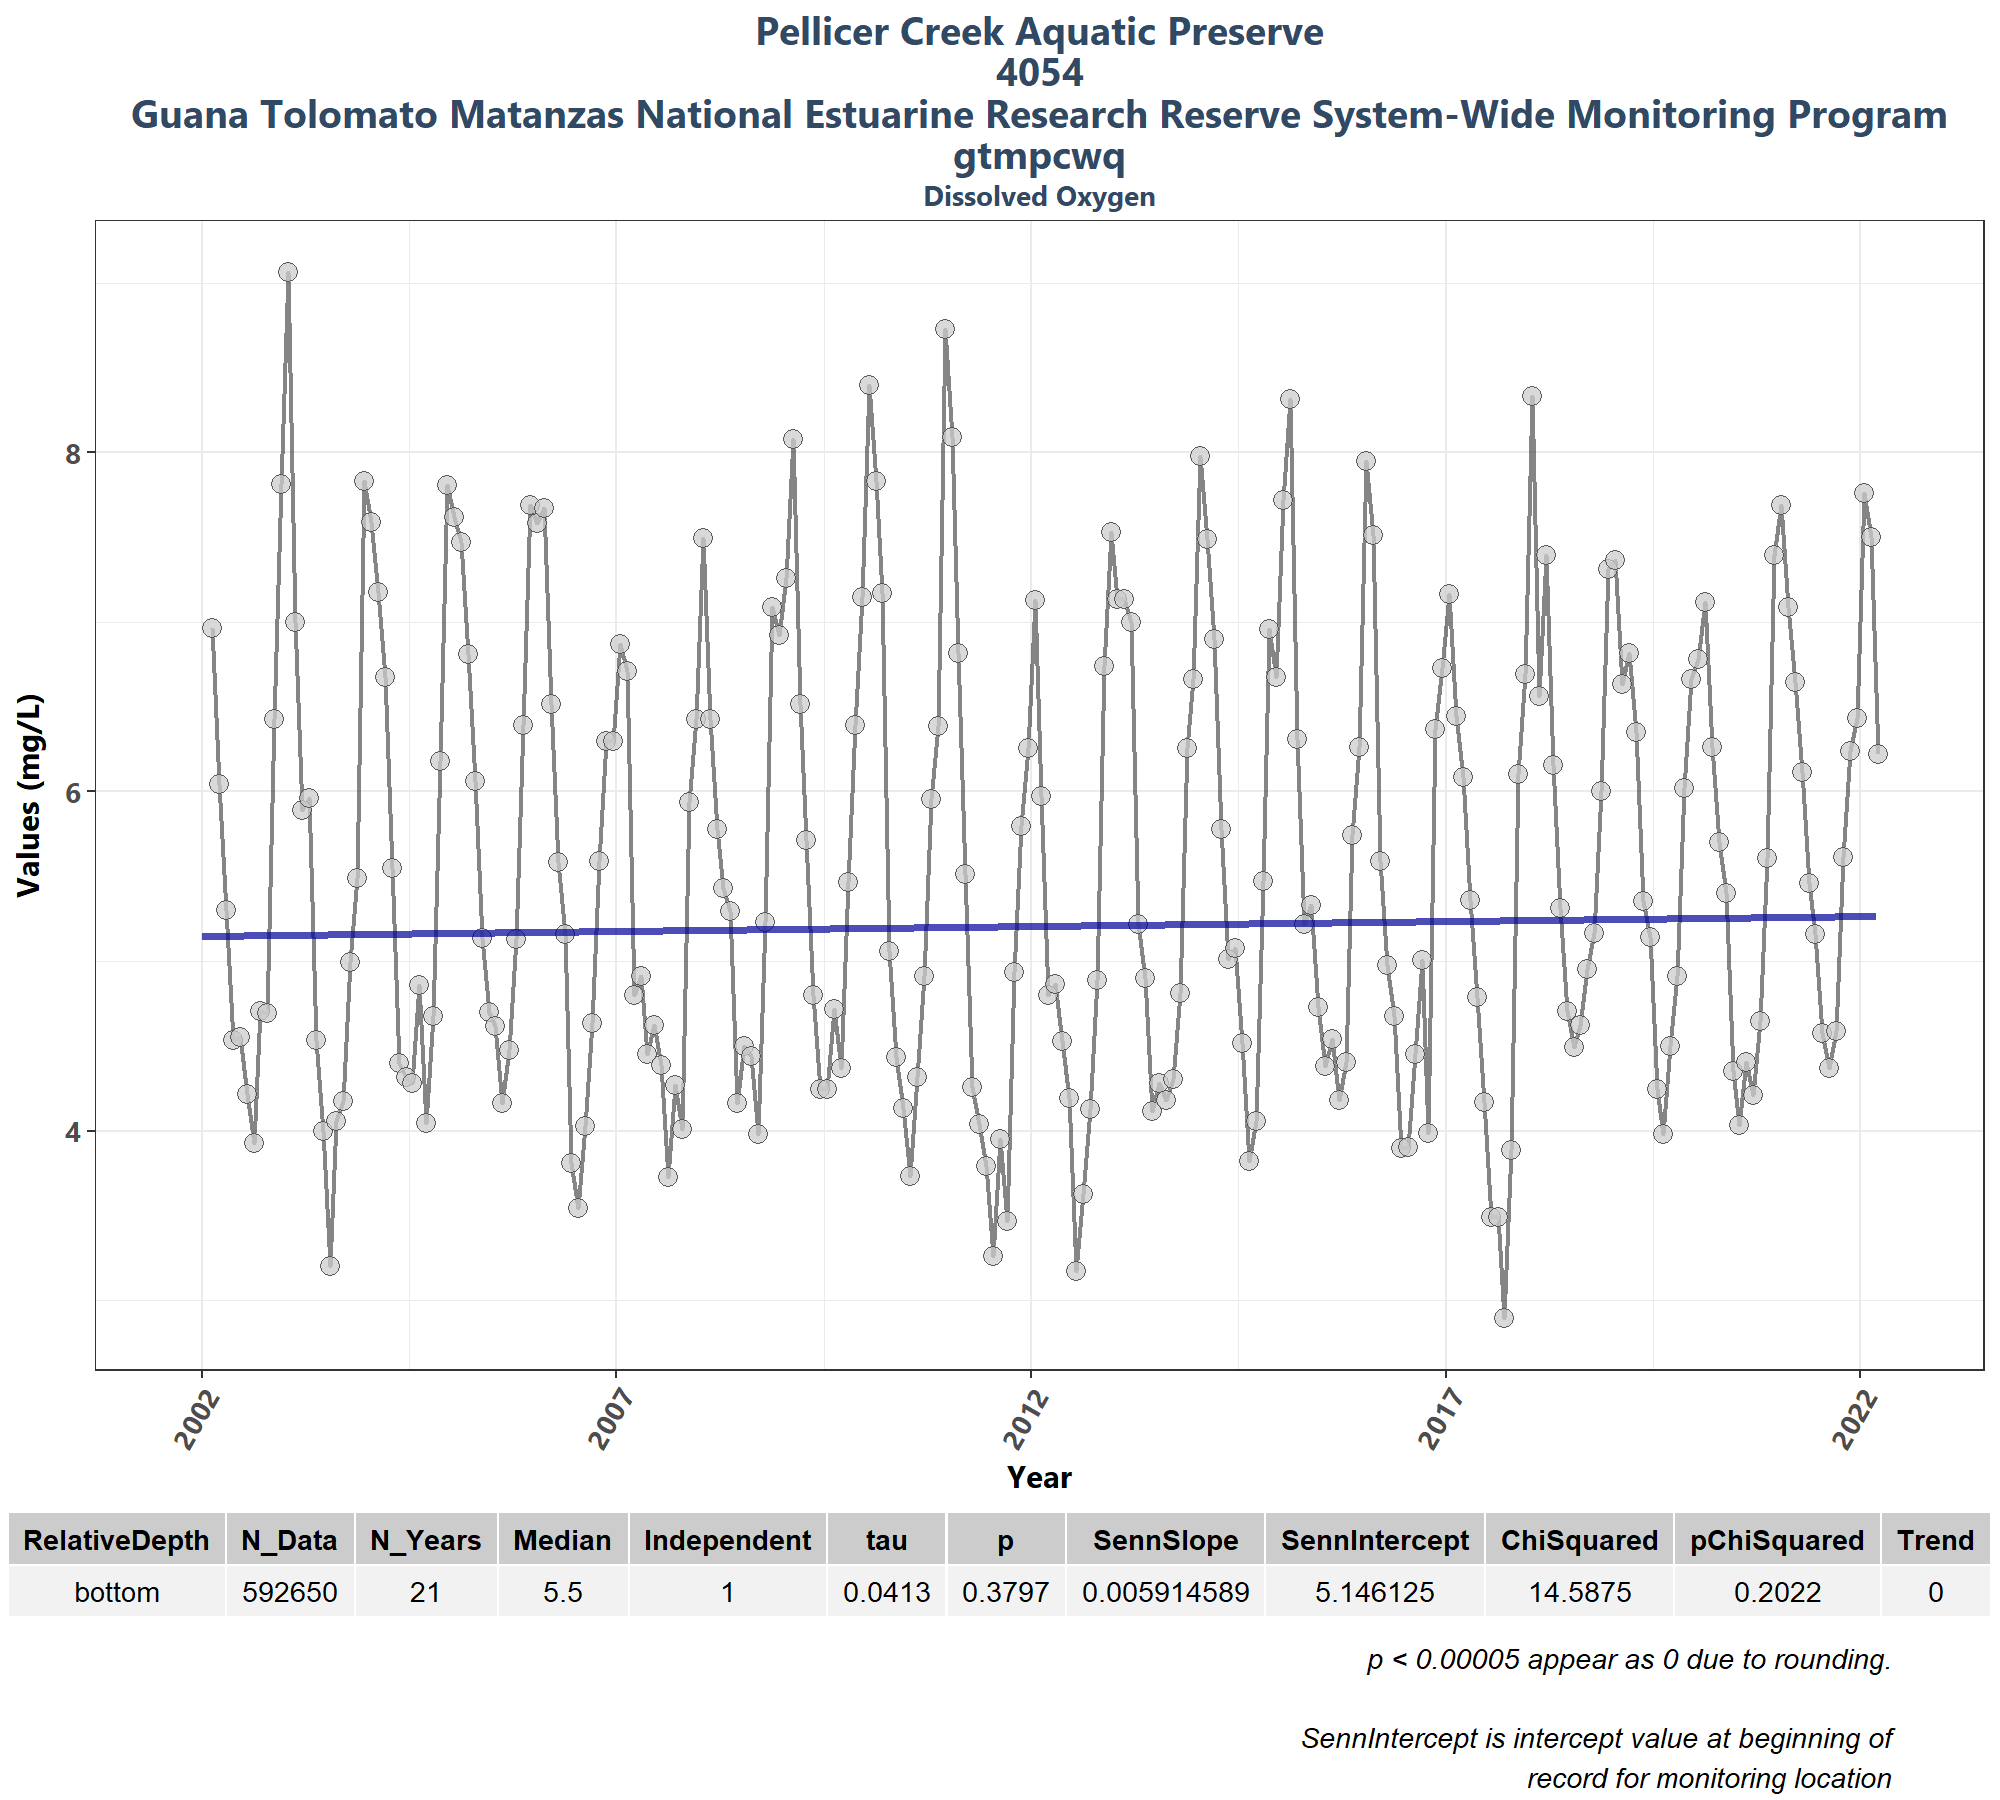 Pellicer Creek Aquatic Preserve
4054
Guana Tolomato Matanzas National Estuarine Research Reserve System-Wide Monitoring Program
gtmpcwq
Dissolved Oxygen
Values (mg/L)
8
6
4
2002 2007 2012 2017 2022
Year
RelativeDepth N_Data N_Years Median Independent tau p SennSlope SennIntercept ChiSquared pChiSquared Trend
bottom 592650 21 5.5 1 0.0413 0.3797 0.005914589 5.146125 14.5875 0.2022 0
p < 0.00005 appear as 0 due to rounding.
SennIntercept is intercept value at beginning of
record for monitoring location